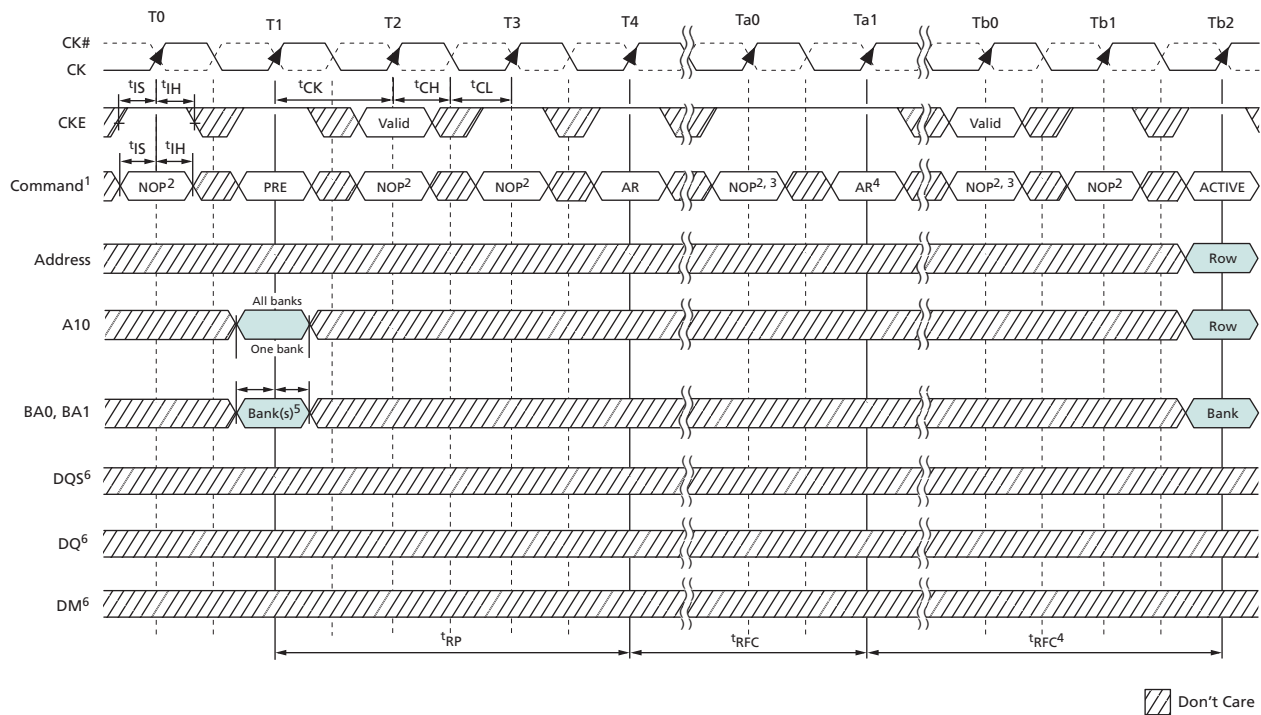 T0 T1 T2 T3 T4 Ta0 Ta1 Tb0 Tb1 Tb2
CK#
CK
tIS tIH tCK tCH tCL
CKE Valid Valid
tIS tIH
Command1 NOP2 PRE NOP2 NOP2 AR NOP2, 3 AR4 NOP2, 3 NOP2 ACTIVE
Address Row
All banks
A10 Row
One bank
BA0, BA1 Bank(s)5 Bank
DQS6
DQ6
DM6
tRP tRFC tRFC4
Don't Care